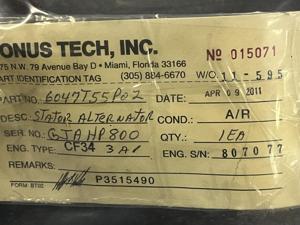 ONUS TECH, INC.
75 N.W. 79 Avenue Bay D • Miami, Florida 33166
ART IDENTIFICATION TAG (305) 884-6670
No 015071
W/O: 11-595
PART NO. 6047T55P02 DATE: APR 09 2011
DESC: STATOR ALTERNATOR COND.: A/R
SER. NO: GJAHP800 QTY.: 1EA
ENG. TYPE: CF34 3A1 ENG. S/N: 807077
REMARKS:
P3515490
FORM: BT02